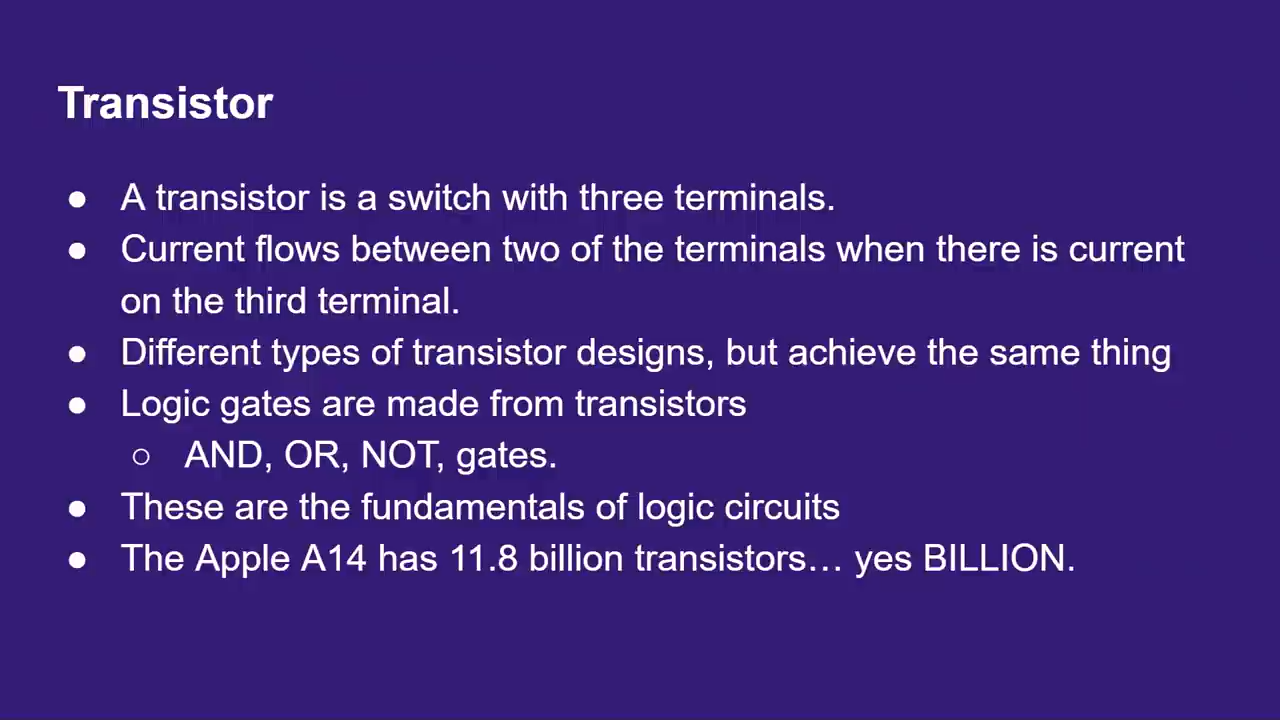 Transistor
● A transistor is a switch with three terminals.
● Current flows between two of the terminals when there is current
on the third terminal.
● Different types of transistor designs, but achieve the same thing
● Logic gates are made from transistors
○ AND, OR, NOT, gates.
● These are the fundamentals of logic circuits
● The Apple A14 has 11.8 billion transistors… yes BILLION.